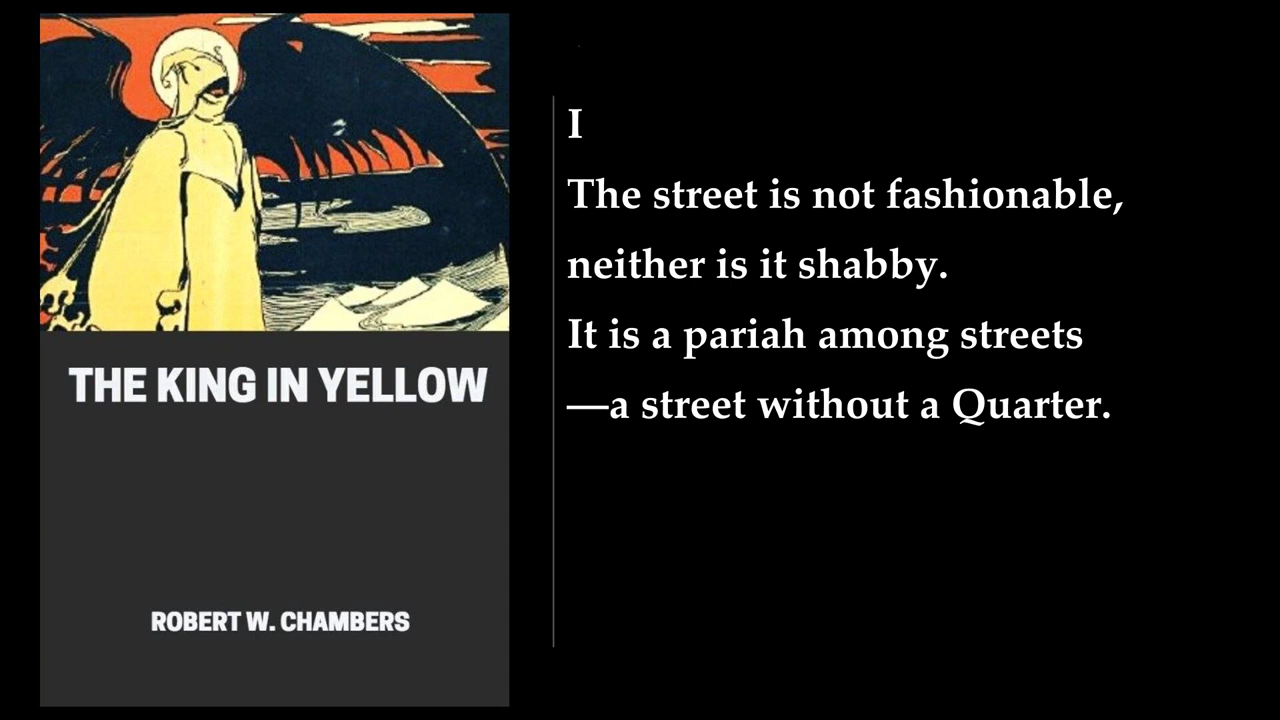 THE KING IN YELLOW
ROBERT W. CHAMBERS
I
The street is not fashionable,
neither is it shabby.
It is a pariah among streets
—a street without a Quarter.